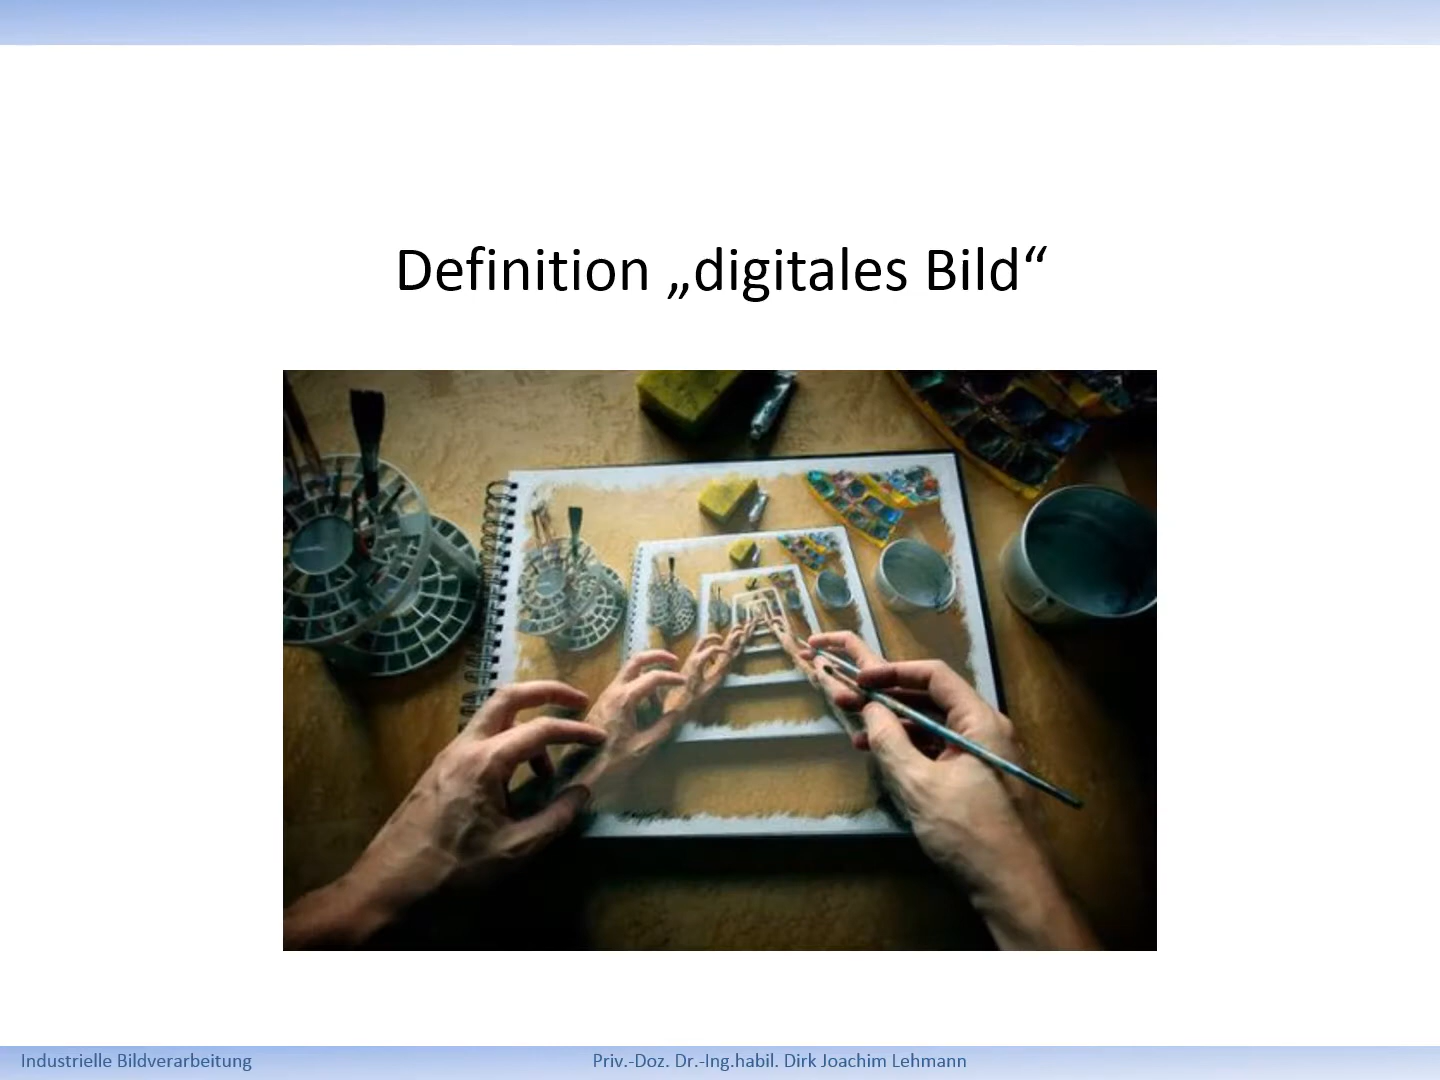 Definition „digitales Bild“
Industrielle Bildverarbeitung
Priv.-Doz. Dr.-Ing.habil. Dirk Joachim Lehmann